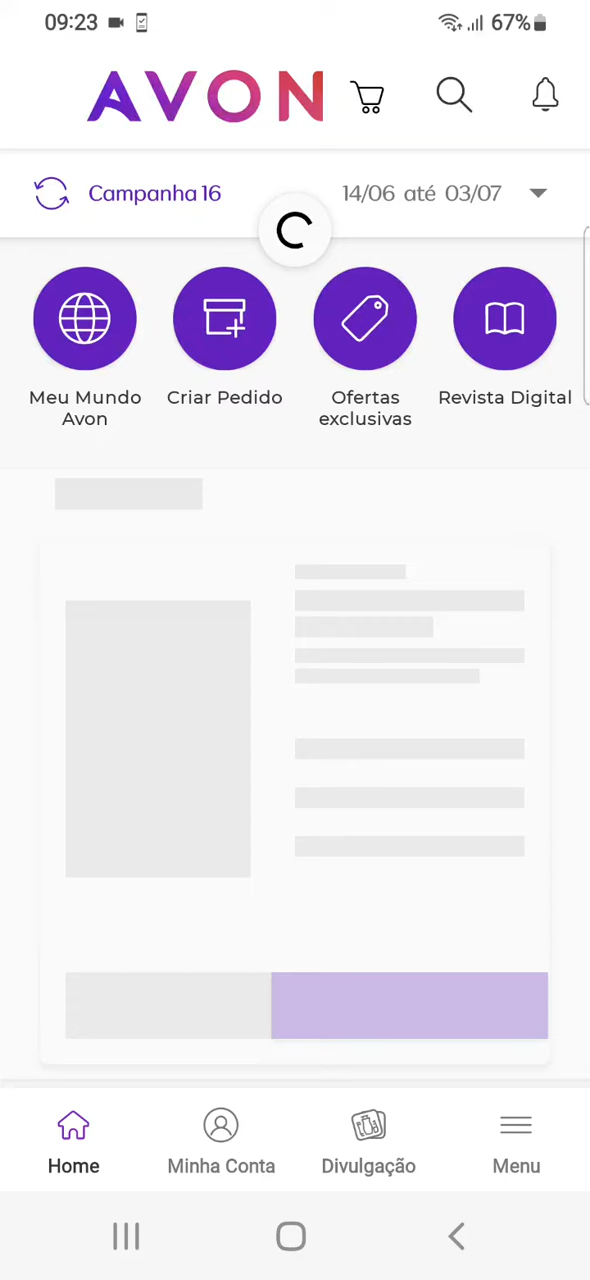 09:23
67%
AVON
Campanha 16
14/06 até 03/07
Meu Mundo
Avon
Criar Pedido
Ofertas
exclusivas
Revista Digital
Home
Minha Conta
Divulgação
Menu